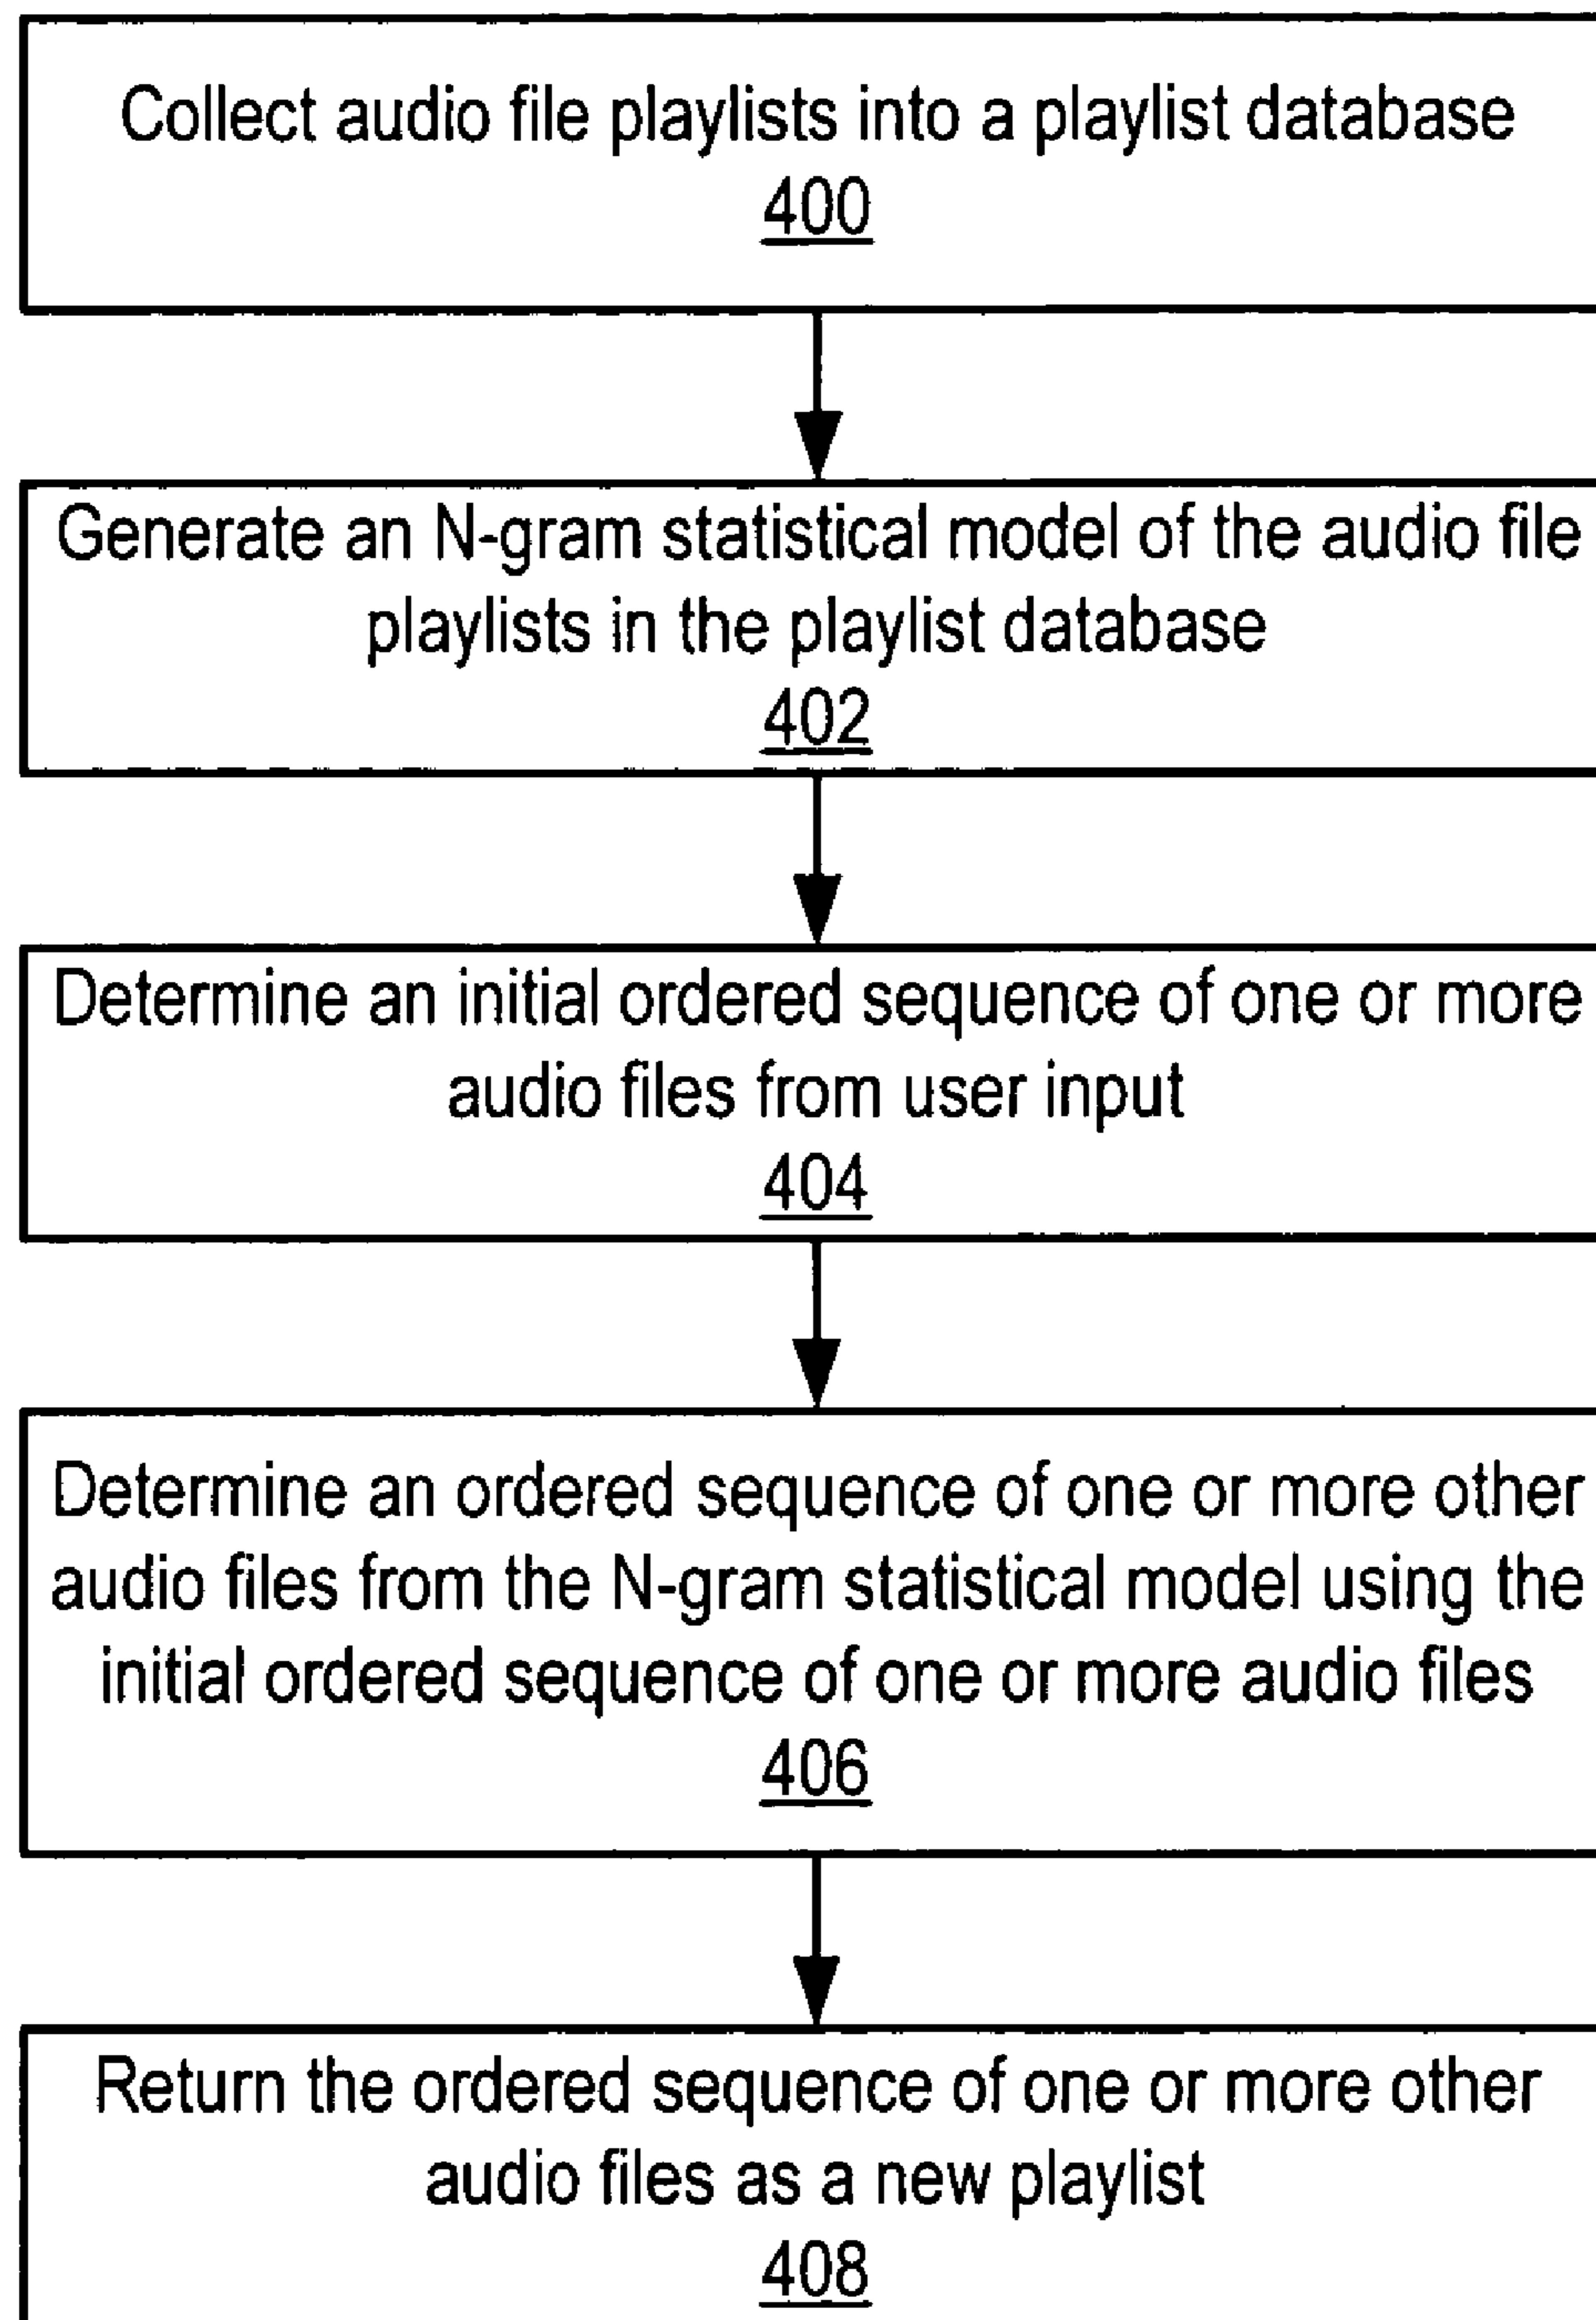 Collect audio file playlists into a playlist database
400
Generate an N-gram statistical model of the audio file
playlists in the playlist database
402
Determine an initial ordered sequence of one or more
audio files from user input
404
Determine an ordered sequence of one or more other
audio files from the N-gram statistical model using the
initial ordered sequence of one or more audio files
406
Return the ordered sequence of one or more other
audio files as a new playlist
408